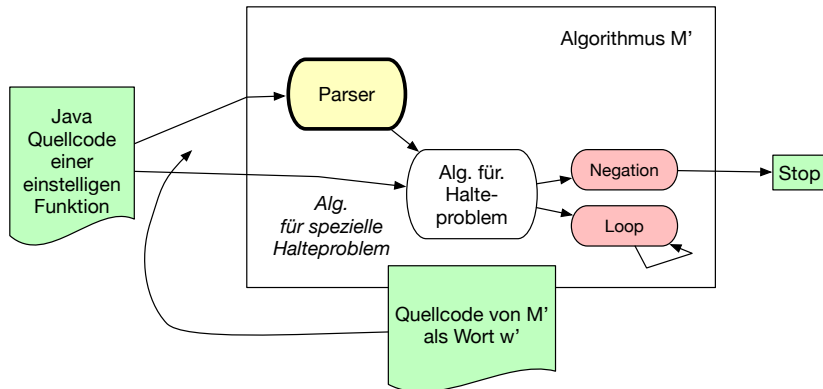 Algorithmus M’
Parser
Java
Quellcode
einer
einstelligen
Funktion
Alg. für.
Halte-
problem
Negation
Stop
Alg.
für spezielle
Halteproblem
Loop
Quellcode von M’
als Wort w’